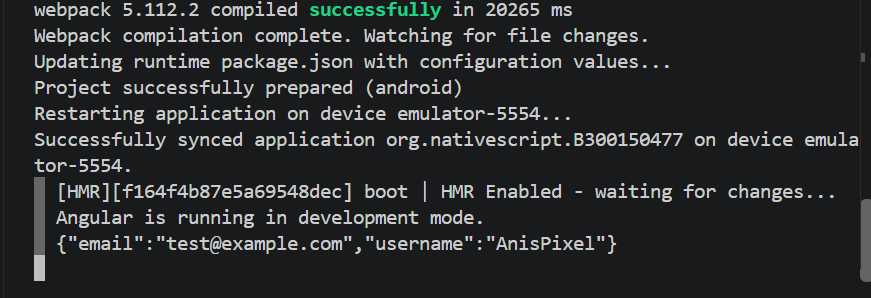 webpack 5.112.2 compiled successfully in 20265 ms
Webpack compilation complete. Watching for file changes.
Updating runtime package.json with configuration values...
Project successfully prepared (android)
Restarting application on device emulator-5554...
Successfully synced application org.nativescript.B300150477 on device emula
tor-5554.
[HMR][f164f4b87e5a69548dec] boot | HMR Enabled - waiting for changes...
Angular is running in development mode.
{"email":"test@example.com","username":"AnisPixel"}